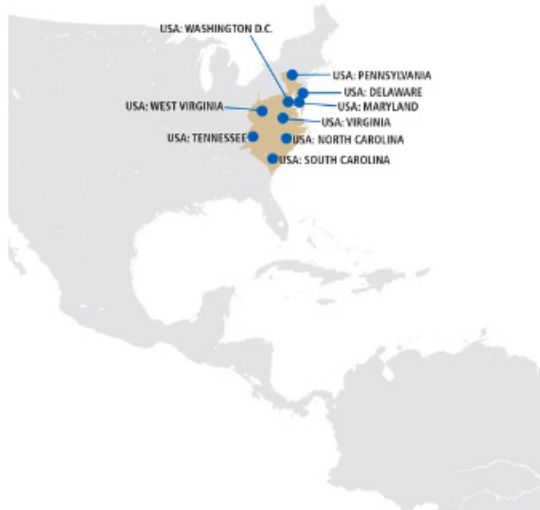 USA: WASHINGTON D.C.
USA: PENNSYLVANIA
USA: DELAWARE
USA: WEST VIRGINIA
USA: MARYLAND
USA: VIRGINIA
USA: TENNESSEE
USA: NORTH CAROLINA
USA: SOUTH CAROLINA